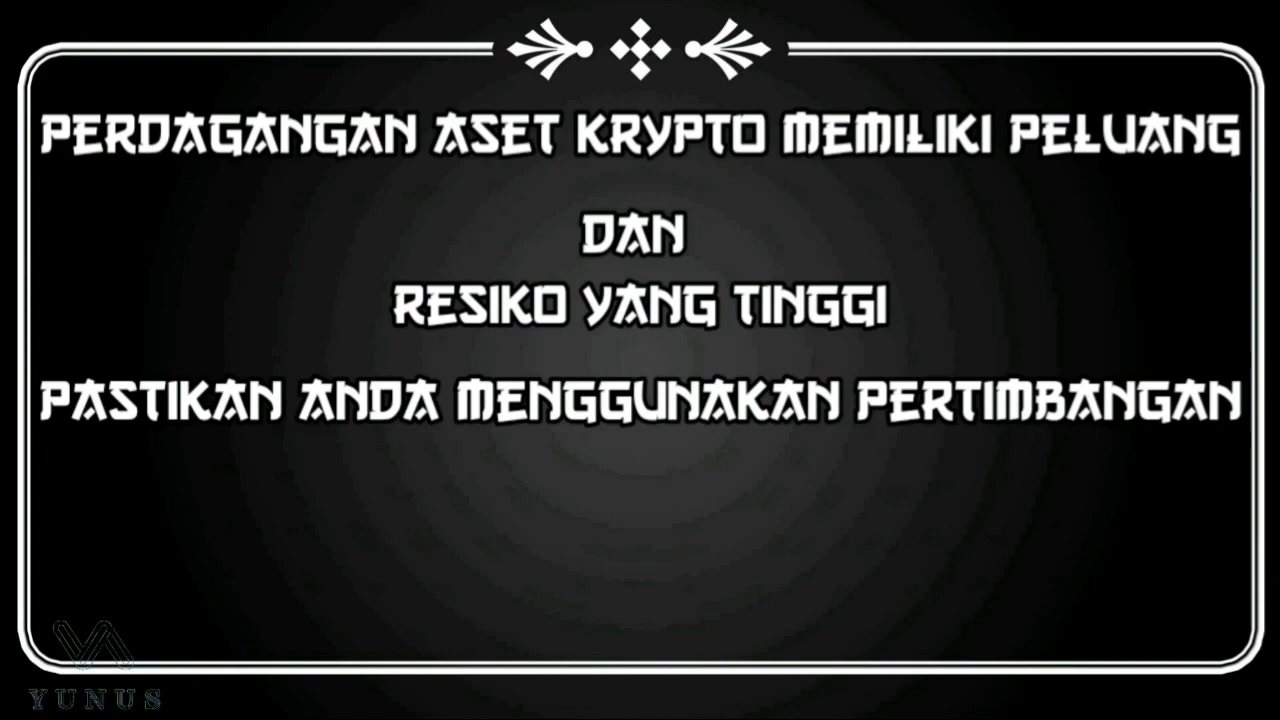 PERDAGANGAN ASET KRYPTO MEMILIKI PELUANG
DAN
RESIKO YANG TINGGI
PASTIKAN ANDA MENGGUNAKAN PERTIMBANGAN
YUNUS